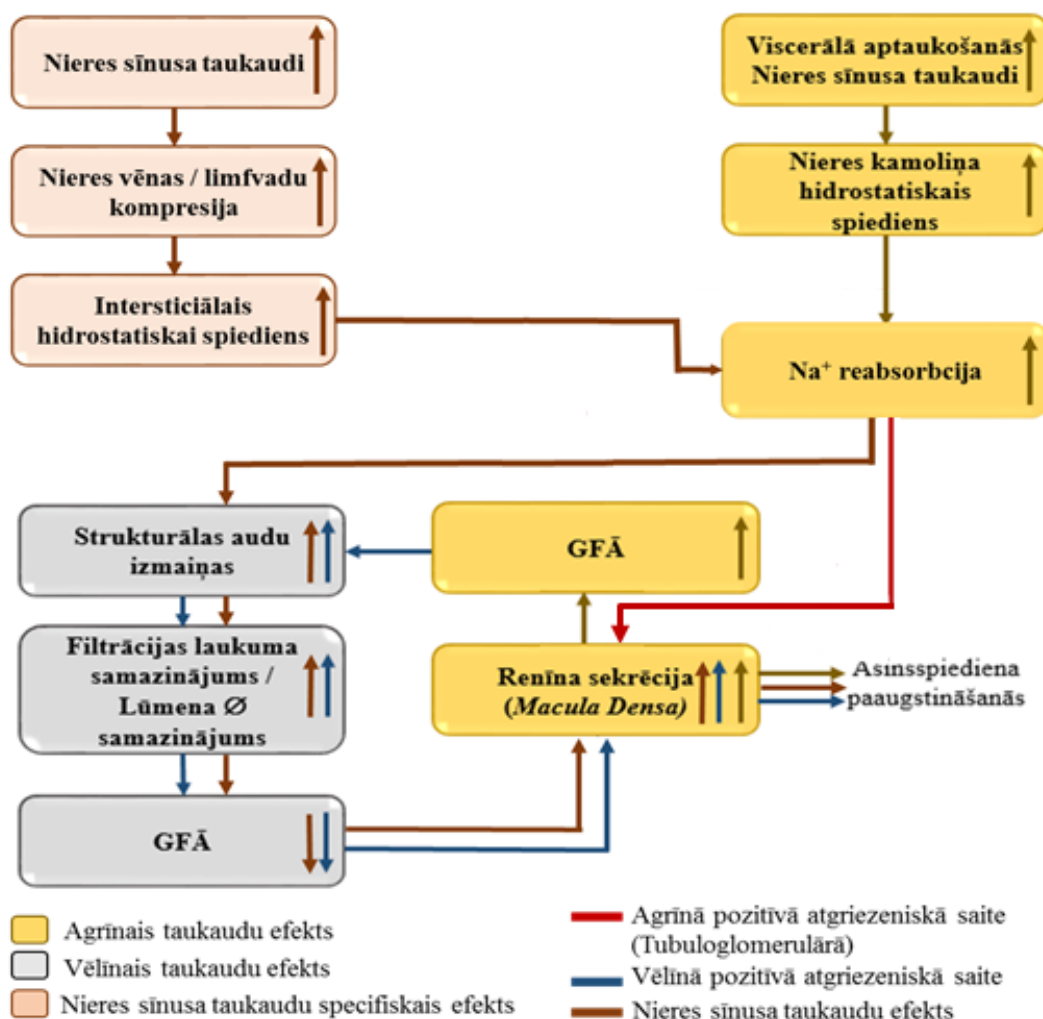 Nieres sīnusa taukaudi
Viscerālā aptaukošanās
Nieres sīnusa taukaudi
Nieres vēnas / limfvadu
kompresija
Nieres kamoliņa
hidrostatiskais
spiediens
Intersticiālais
hidrostatiskai spiediens
Na⁺ reabsorbcija
Strukturālas audu
izmaiņas
GFĀ
Filtrācijas laukuma
samazinājums /
Lūmena Ø
samazinājums
Renīna sekrēcija
(Macula Densa)
Asinsspiediena
paaugstināšanās
GFĀ
Agrīnais taukaudu efekts
Vēlīnais taukaudu efekts
Nieres sīnusa taukaudu specifiskais efekts
Agrīnā pozitīvā atgriezeniskā saite
(Tubuloglomerulārā)
Vēlīnā pozitīvā atgriezeniskā saite
Nieres sīnusa taukaudu efekts